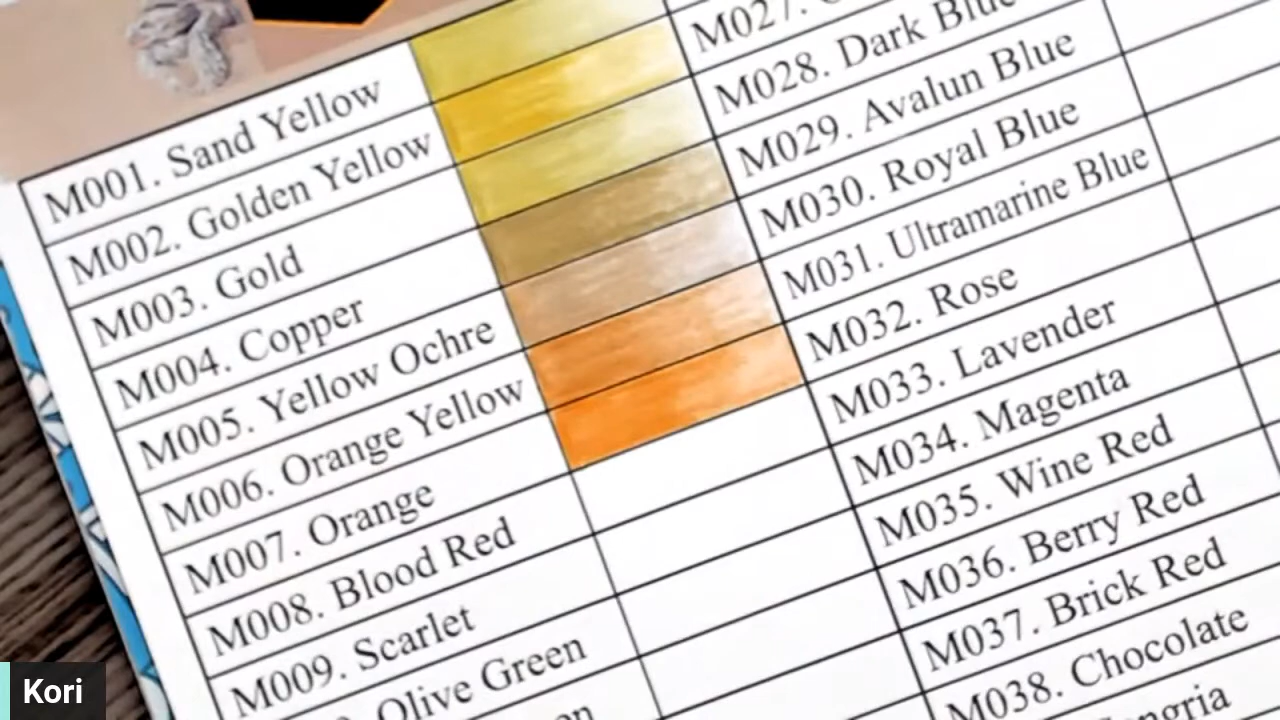 M001. Sand Yellow
M002. Golden Yellow
M003. Gold
M004. Copper
M005. Yellow Ochre
M006. Orange Yellow
M007. Orange
M008. Blood Red
M009. Scarlet
Olive Green
M027.
M028. Dark Blue
M029. Avalun Blue
M030. Royal Blue
M031. Ultramarine Blue
M032. Rose
M033. Lavender
M034. Magenta
M035. Wine Red
M036. Berry Red
M037. Brick Red
M038. Chocolate
Kori